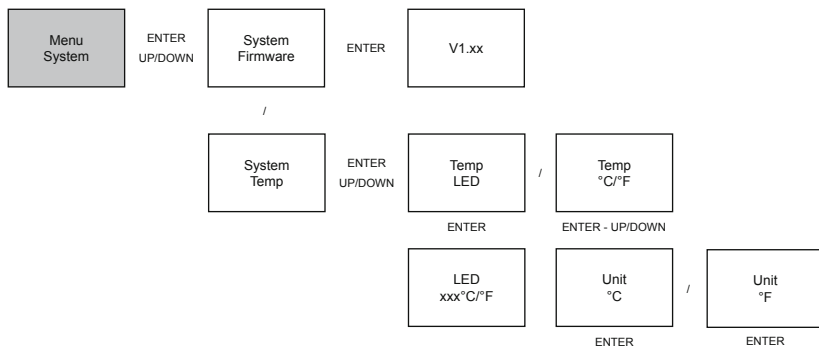 Menu
System
ENTER
UP/DOWN
System
Firmware
ENTER
V1.xx
/
System
Temp
ENTER
UP/DOWN
Temp
LED
/
Temp
°C/°F
ENTER
ENTER - UP/DOWN
LED
xxx°C/°F
Unit
°C
/
Unit
°F
ENTER
ENTER